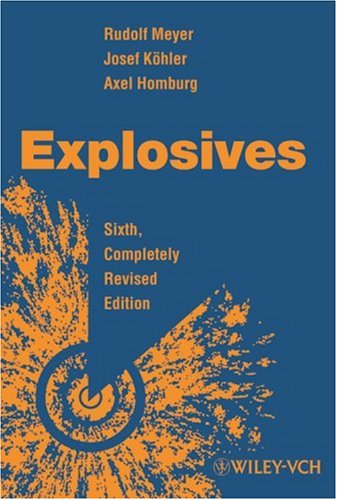 Rudolf Meyer
Josef Köhler
Axel Homburg
Explosives
Sixth,
Completely
Revised
Edition
WILEY-VCH